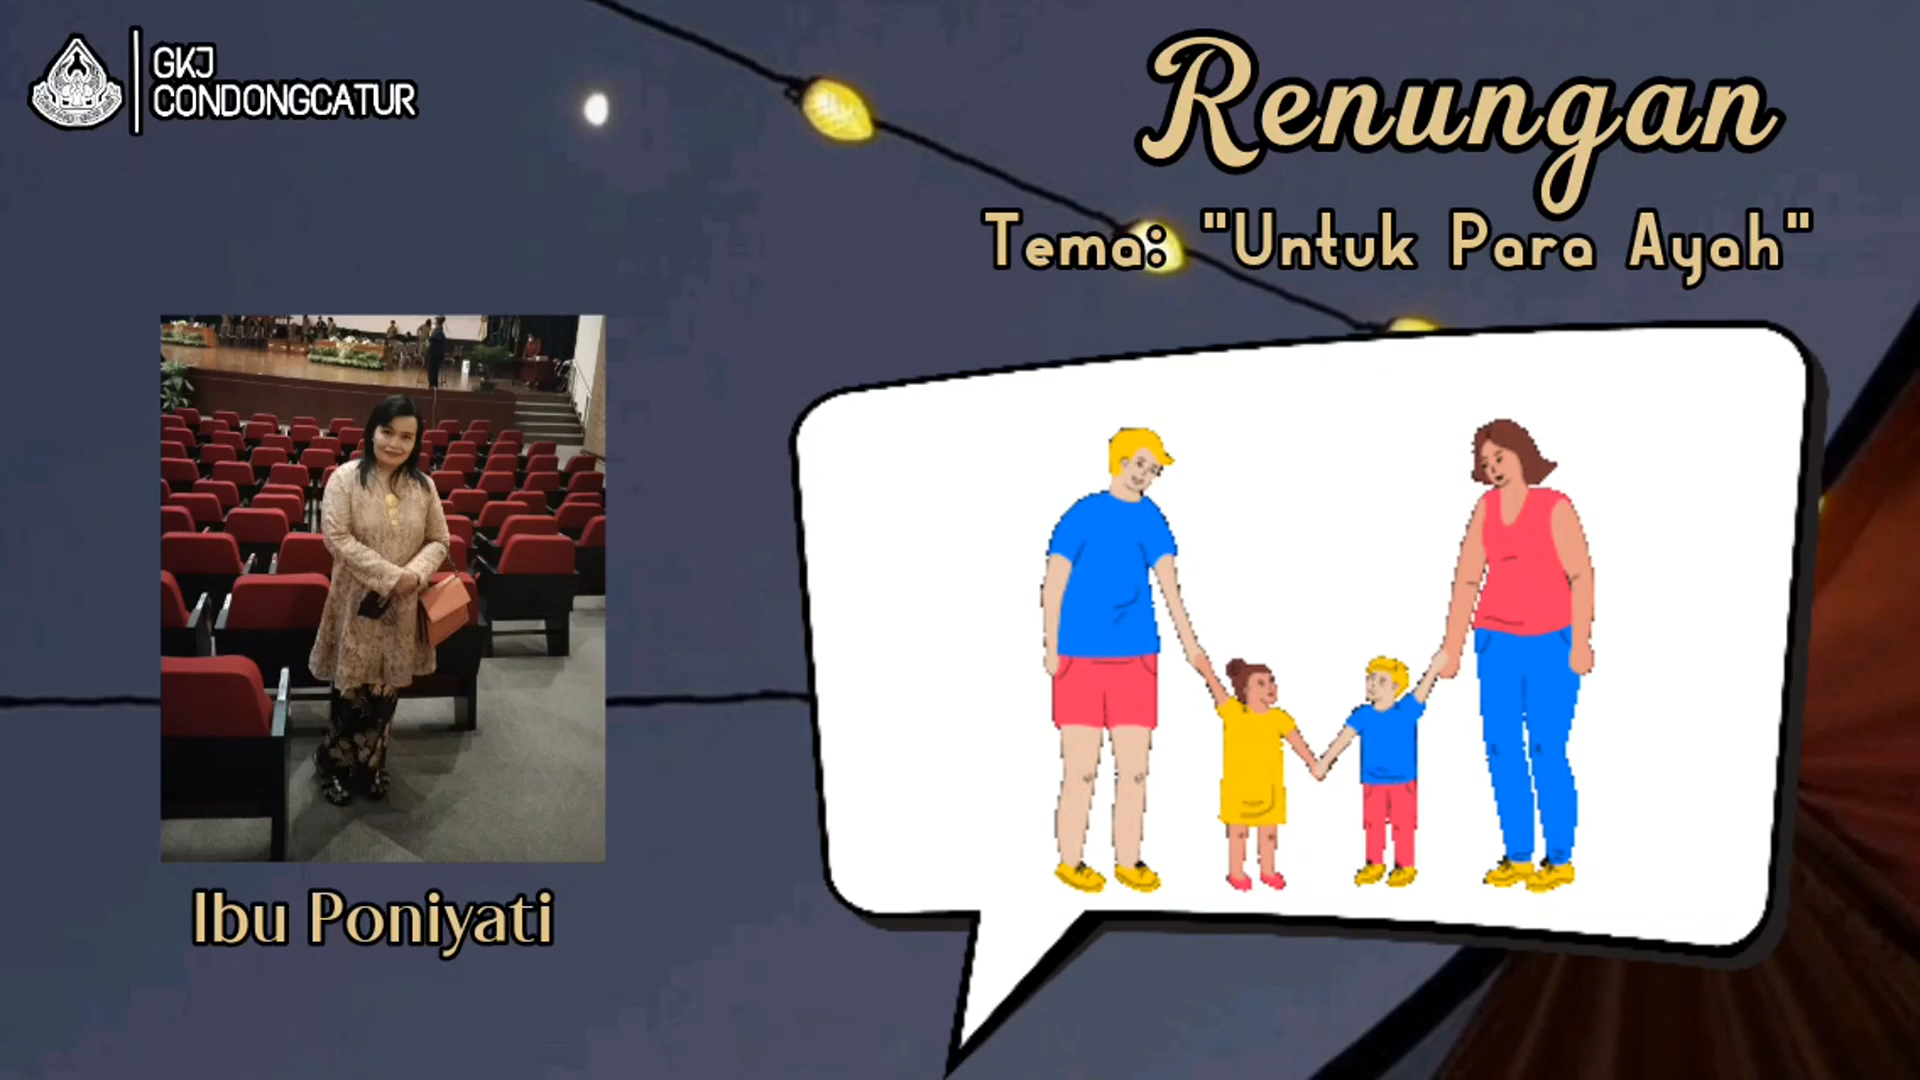 GKJ
CONDONGCATUR
Renungan
Tema: "Untuk Para Ayah"
Ibu Poniyati